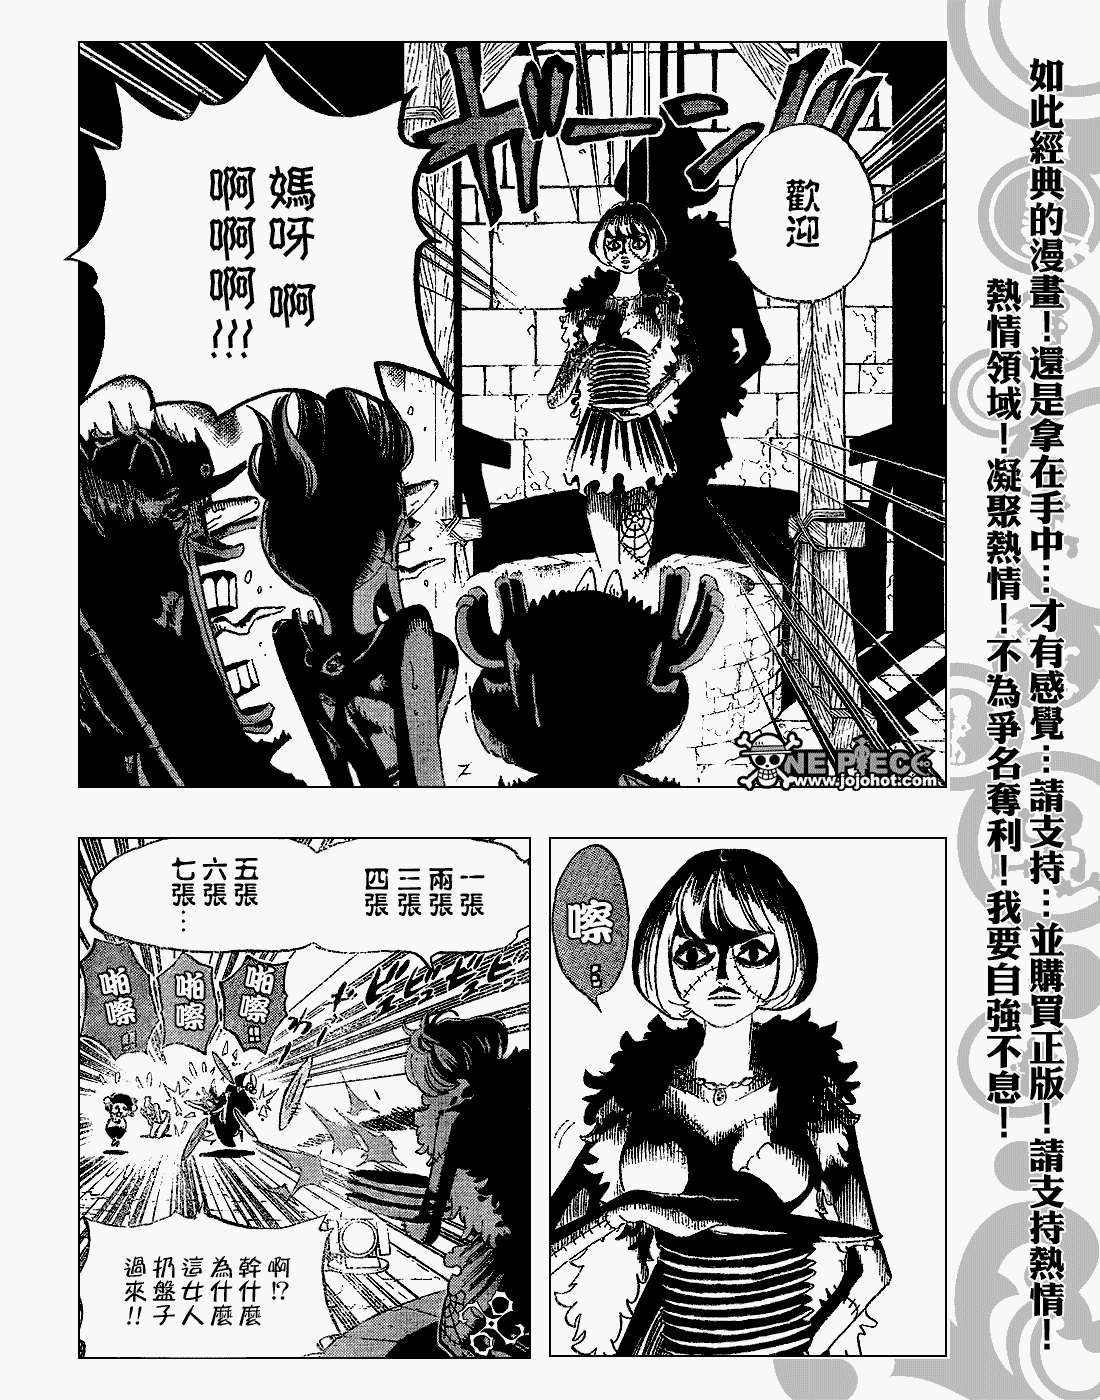 ガーン!!!
歡迎
媽呀 啊
啊啊啊!!!
ONE PIECE
www.jojohot.com
嚓‥
一張
兩張
三張
四張
五張
六張
七張…
啪嚓!!
啪嚓
啪嚓!!
啊!?
幹什麼
為什麼
這女人
扔盤子
過來!!
如此經典的漫畫！還是拿在手中…才有感覺…請支持…並購買正版！請支持熱情！
熱情領域！凝聚熱情！不為爭名奪利！我要自強不息！